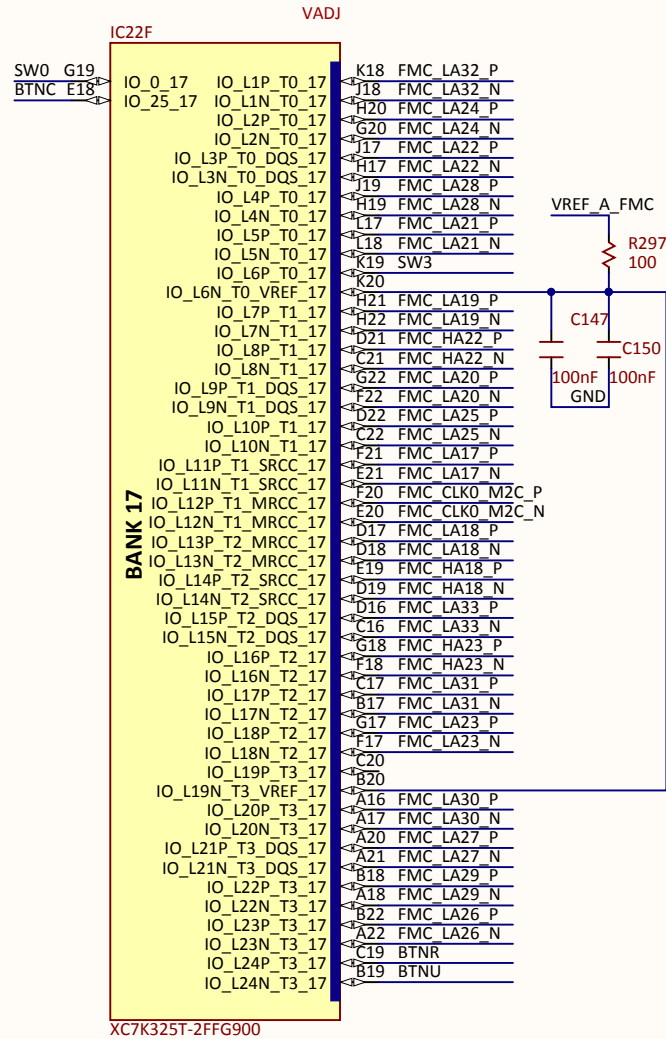 VADJ
IC22F
SW0 G19 IO_0_17
BTNC E18 IO_25_17
IO_L1P_T0_17 K18 FMC_LA32_P
IO_L1N_T0_17 J18 FMC_LA32_N
IO_L2P_T0_17 H20 FMC_LA24_P
IO_L2N_T0_17 G20 FMC_LA24_N
IO_L3P_T0_DQS_17 J17 FMC_LA22_P
IO_L3N_T0_DQS_17 H17 FMC_LA22_N
IO_L4P_T0_17 J19 FMC_LA28_P
IO_L4N_T0_17 H19 FMC_LA28_N
IO_L5P_T0_17 L17 FMC_LA21_P
IO_L5N_T0_17 L18 FMC_LA21_N
IO_L6P_T0_17 K19 SW3
IO_L6N_T0_VREF_17 K20
IO_L7P_T1_17 H21 FMC_LA19_P
IO_L7N_T1_17 H22 FMC_LA19_N
IO_L8P_T1_17 D21 FMC_HA22_P
IO_L8N_T1_17 C21 FMC_HA22_N
IO_L9P_T1_DQS_17 G22 FMC_LA20_P
IO_L9N_T1_DQS_17 F22 FMC_LA20_N
IO_L10P_T1_17 D22 FMC_LA25_P
IO_L10N_T1_17 C22 FMC_LA25_N
IO_L11P_T1_SRCC_17 F21 FMC_LA17_P
IO_L11N_T1_SRCC_17 E21 FMC_LA17_N
IO_L12P_T1_MRCC_17 F20 FMC_CLK0_M2C_P
IO_L12N_T1_MRCC_17 E20 FMC_CLK0_M2C_N
IO_L13P_T2_MRCC_17 D17 FMC_LA18_P
IO_L13N_T2_MRCC_17 D18 FMC_LA18_N
IO_L14P_T2_SRCC_17 E19 FMC_HA18_P
IO_L14N_T2_SRCC_17 D19 FMC_HA18_N
IO_L15P_T2_DQS_17 D16 FMC_LA33_P
IO_L15N_T2_DQS_17 C16 FMC_LA33_N
IO_L16P_T2_17 G18 FMC_HA23_P
IO_L16N_T2_17 F18 FMC_HA23_N
IO_L17P_T2_17 C17 FMC_LA31_P
IO_L17N_T2_17 B17 FMC_LA31_N
IO_L18P_T2_17 G17 FMC_LA23_P
IO_L18N_T2_17 F17 FMC_LA23_N
IO_L19P_T3_17 C20
IO_L19N_T3_VREF_17 B20
IO_L20P_T3_17 A16 FMC_LA30_P
IO_L20N_T3_17 A17 FMC_LA30_N
IO_L21P_T3_DQS_17 A20 FMC_LA27_P
IO_L21N_T3_DQS_17 A21 FMC_LA27_N
IO_L22P_T3_17 B18 FMC_LA29_P
IO_L22N_T3_17 A18 FMC_LA29_N
IO_L23P_T3_17 B22 FMC_LA26_P
IO_L23N_T3_17 A22 FMC_LA26_N
IO_L24P_T3_17 C19 BTNR
IO_L24N_T3_17 B19 BTNU
BANK 17
XC7K325T-2FFG900
VREF_A_FMC
R297
100
C147
C150
100nF 100nF
GND